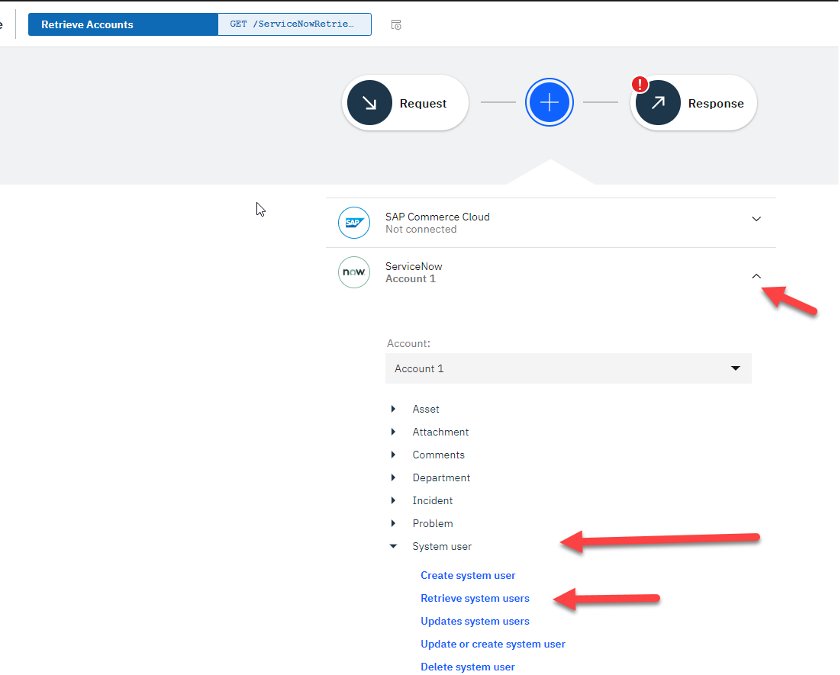 e
Retrieve Accounts
GET /ServiceNowRetrie…
Request
!
Response
SAP
SAP Commerce Cloud
Not connected
now
ServiceNow
Account 1
Account:
Account 1
Asset
Attachment
Comments
Department
Incident
Problem
System user
Create system user
Retrieve system users
Updates system users
Update or create system user
Delete system user